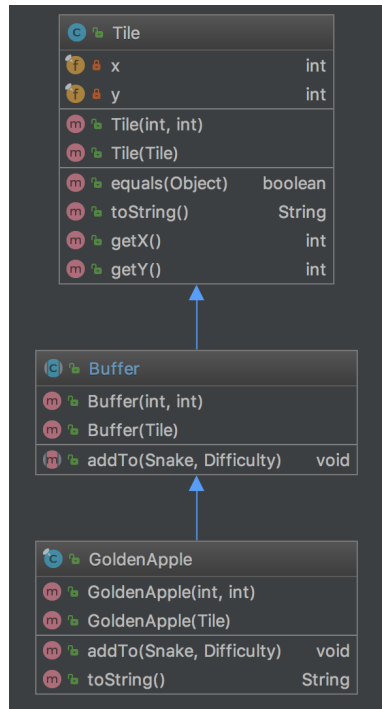 Tile
x int
y int
Tile(int, int)
Tile(Tile)
equals(Object) boolean
toString() String
getX() int
getY() int
Buffer
Buffer(int, int)
Buffer(Tile)
addTo(Snake, Difficulty) void
GoldenApple
GoldenApple(int, int)
GoldenApple(Tile)
addTo(Snake, Difficulty) void
toString() String